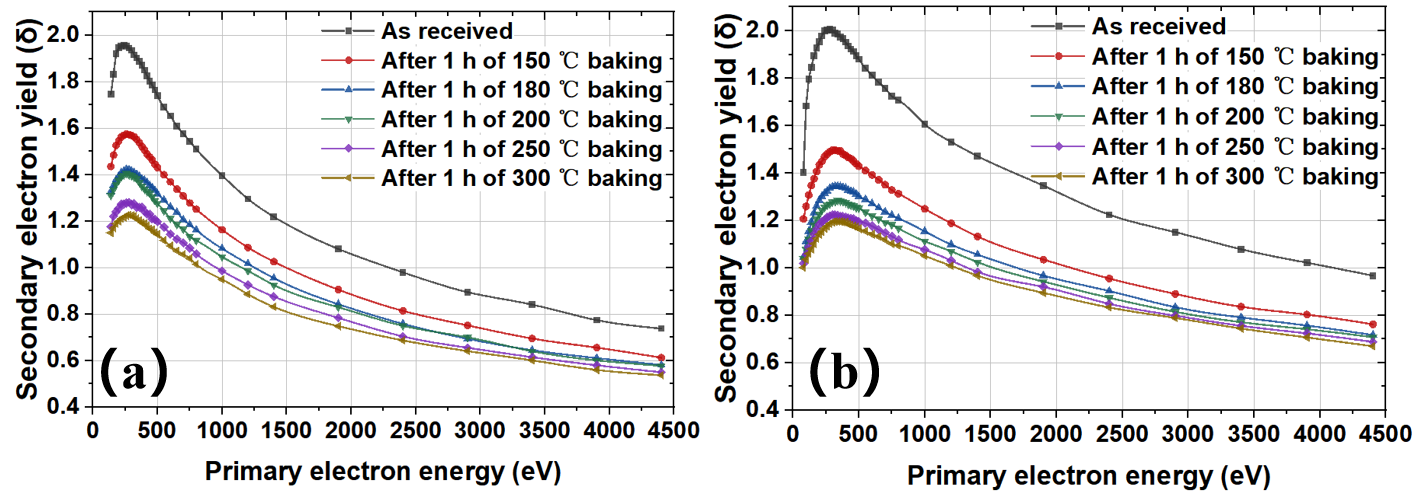 Secondary electron yield (δ)
2.0
1.8
1.6
1.4
1.2
1.0
0.8
0.6
0.4
As received
After 1 h of 150 ℃ baking
After 1 h of 180 ℃ baking
After 1 h of 200 ℃ baking
After 1 h of 250 ℃ baking
After 1 h of 300 ℃ baking
(a)
0 500 1000 1500 2000 2500 3000 3500 4000 4500
Primary electron energy (eV)
Secondary electron yield (δ)
2.0
1.8
1.6
1.4
1.2
1.0
0.8
0.6
0.4
As received
After 1 h of 150 ℃ baking
After 1 h of 180 ℃ baking
After 1 h of 200 ℃ baking
After 1 h of 250 ℃ baking
After 1 h of 300 ℃ baking
(b)
0 500 1000 1500 2000 2500 3000 3500 4000 4500
Primary electron energy (eV)